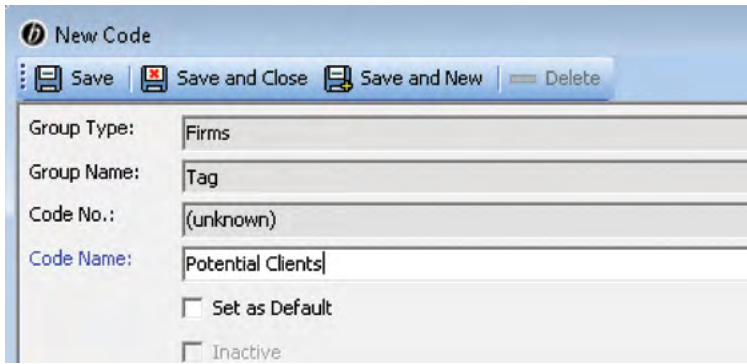 New Code
Save Save and Close Save and New Delete
Group Type: Firms
Group Name: Tag
Code No.: (unknown)
Code Name: Potential Clients
Set as Default
Inactive